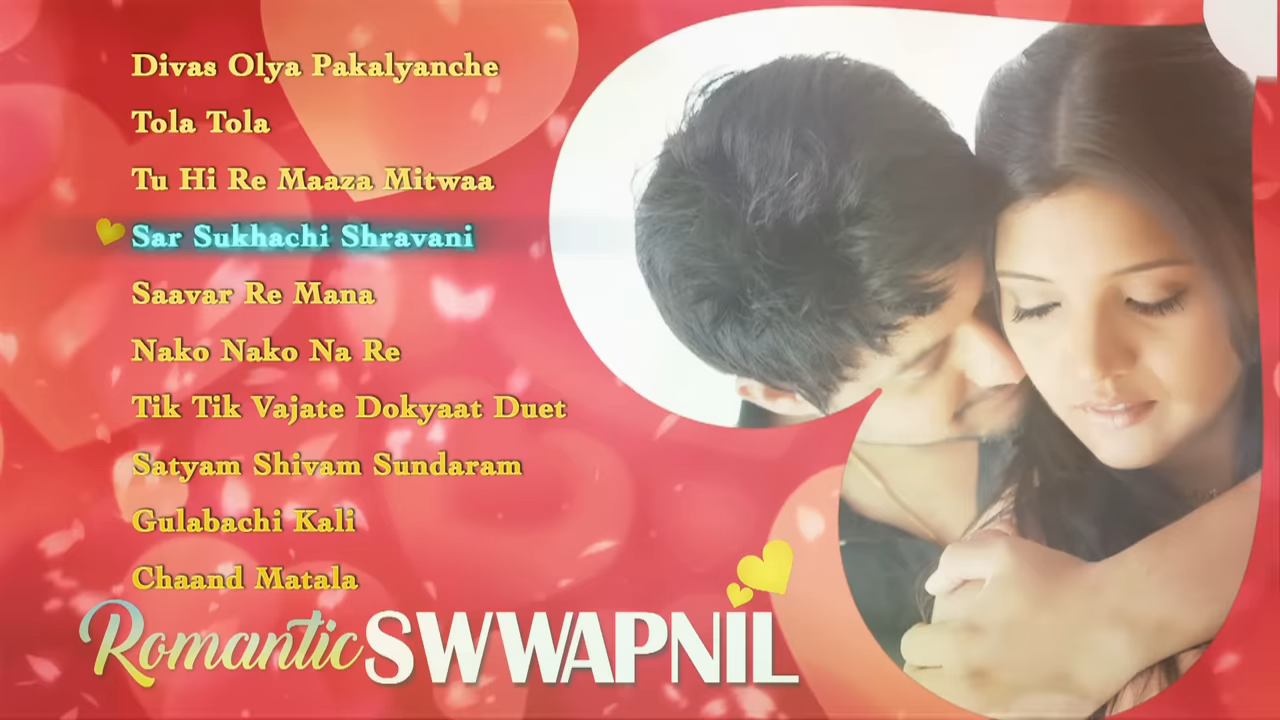 Divas Olya Pakalyanche
Tola Tola
Tu Hi Re Maaza Mitwaa
Sar Sukhachi Shravani
Saavar Re Mana
Nako Nako Na Re
Tik Tik Vajate Dokyaat Duet
Satyam Shivam Sundaram
Gulabachi Kali
Chaand Matala
Romantic SWWAPNIL